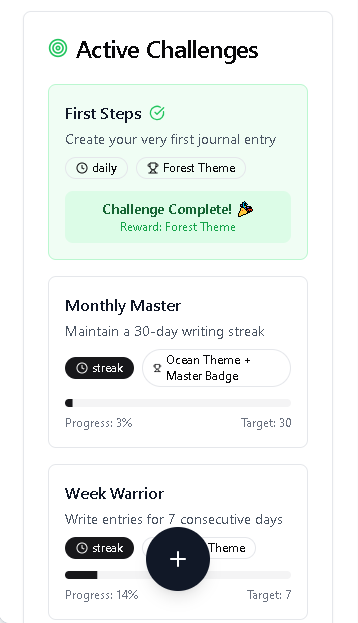 Active Challenges
First Steps
Create your very first journal entry
daily
Forest Theme
Challenge Complete! 🎉
Reward: Forest Theme
Monthly Master
Maintain a 30-day writing streak
streak
Ocean Theme +
Master Badge
Progress: 3%
Target: 30
Week Warrior
Write entries for 7 consecutive days
streak
Theme
Progress: 14%
Target: 7